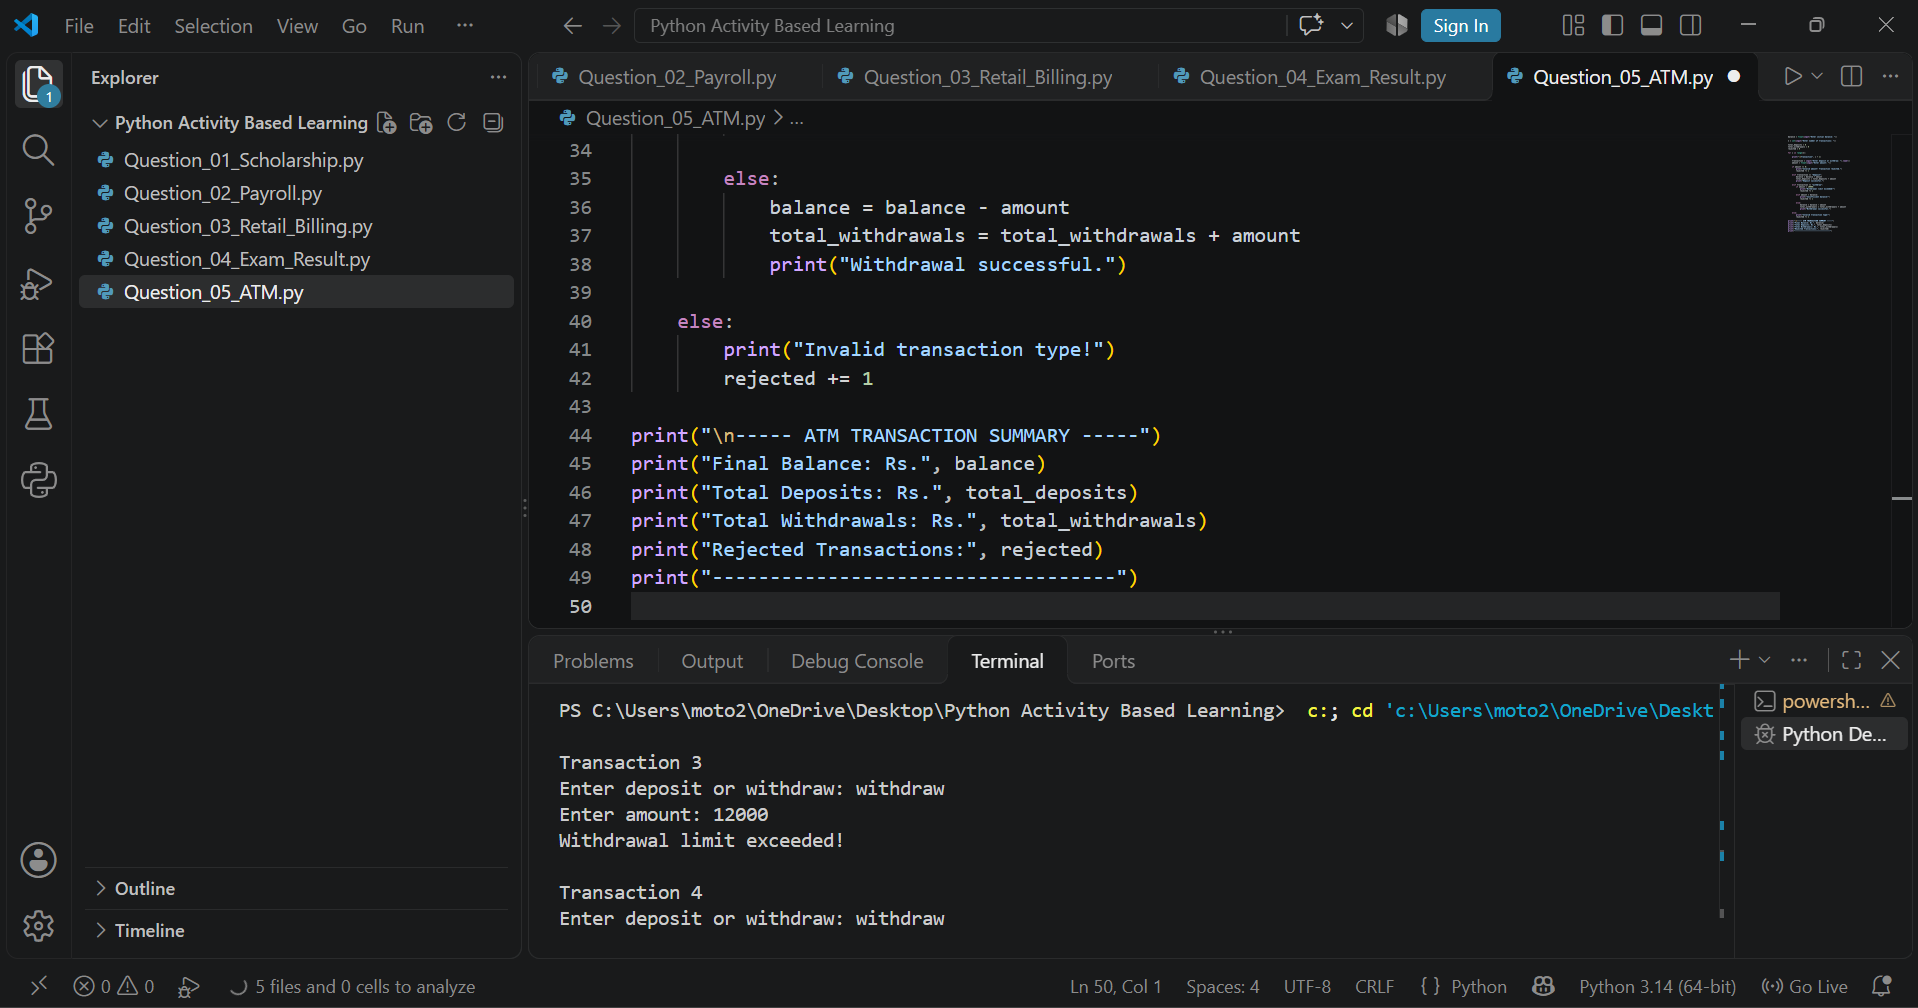 File Edit Selection View Go Run ...
Python Activity Based Learning
Sign In
Explorer
Python Activity Based Learning
Question_01_Scholarship.py
Question_02_Payroll.py
Question_03_Retail_Billing.py
Question_04_Exam_Result.py
Question_05_ATM.py
Outline
Timeline
1
Question_02_Payroll.py Question_03_Retail_Billing.py Question_04_Exam_Result.py Question_05_ATM.py
Question_05_ATM.py > ...
34
35 else:
36 balance = balance - amount
37 total_withdrawals = total_withdrawals + amount
38 print("Withdrawal successful.")
39
40 else:
41 print("Invalid transaction type!")
42 rejected += 1
43
44 print("\n----- ATM TRANSACTION SUMMARY -----")
45 print("Final Balance: Rs.", balance)
46 print("Total Deposits: Rs.", total_deposits)
47 print("Total Withdrawals: Rs.", total_withdrawals)
48 print("Rejected Transactions:", rejected)
49 print("-----------------------------------")
50
Problems Output Debug Console Terminal Ports
PS C:\Users\moto2\OneDrive\Desktop\Python Activity Based Learning> c:; cd 'c:\Users\moto2\OneDrive\Deskt
Transaction 3
Enter deposit or withdraw: withdraw
Enter amount: 12000
Withdrawal limit exceeded!
Transaction 4
Enter deposit or withdraw: withdraw
powersh...
Python De...
0 0 5 files and 0 cells to analyze Ln 50, Col 1 Spaces: 4 UTF-8 CRLF {} Python Python 3.14 (64-bit) Go Live